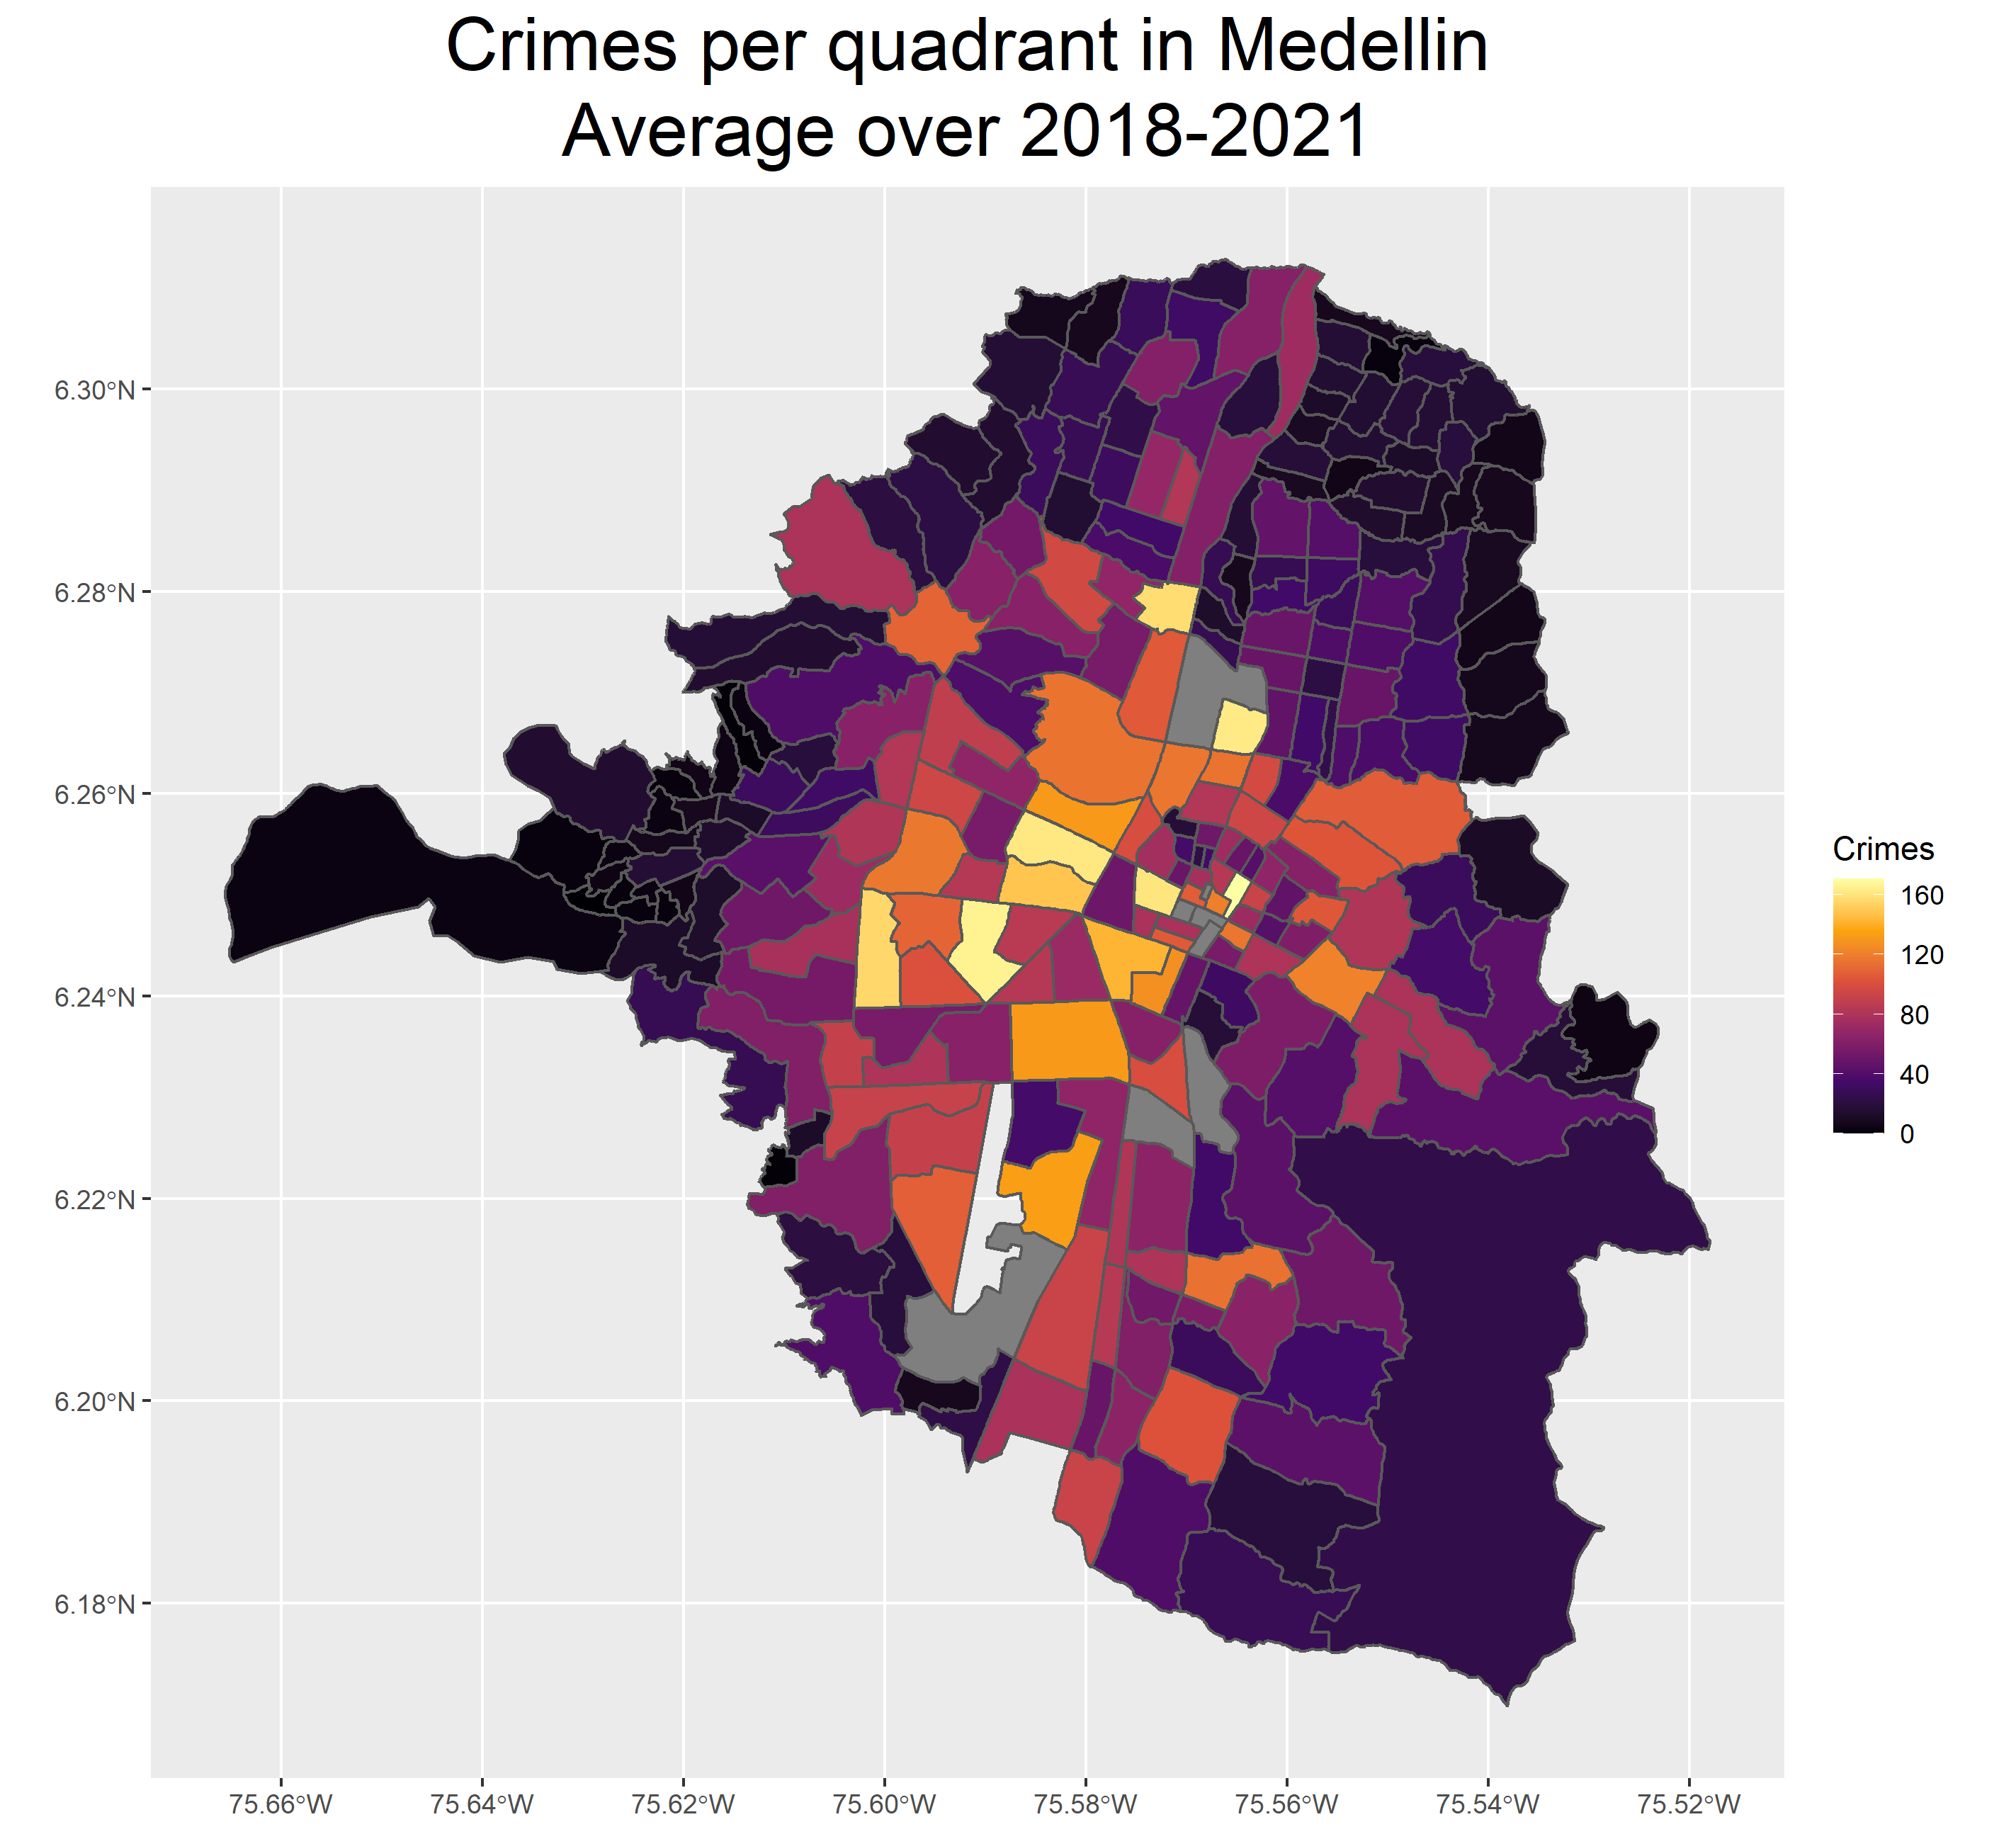 Crimes per quadrant in Medellin
Average over 2018-2021
6.30°N
6.28°N
6.26°N
6.24°N
6.22°N
6.20°N
6.18°N
75.66°W
75.64°W
75.62°W
75.60°W
75.58°W
75.56°W
75.54°W
75.52°W
Crimes
160
120
80
40
0